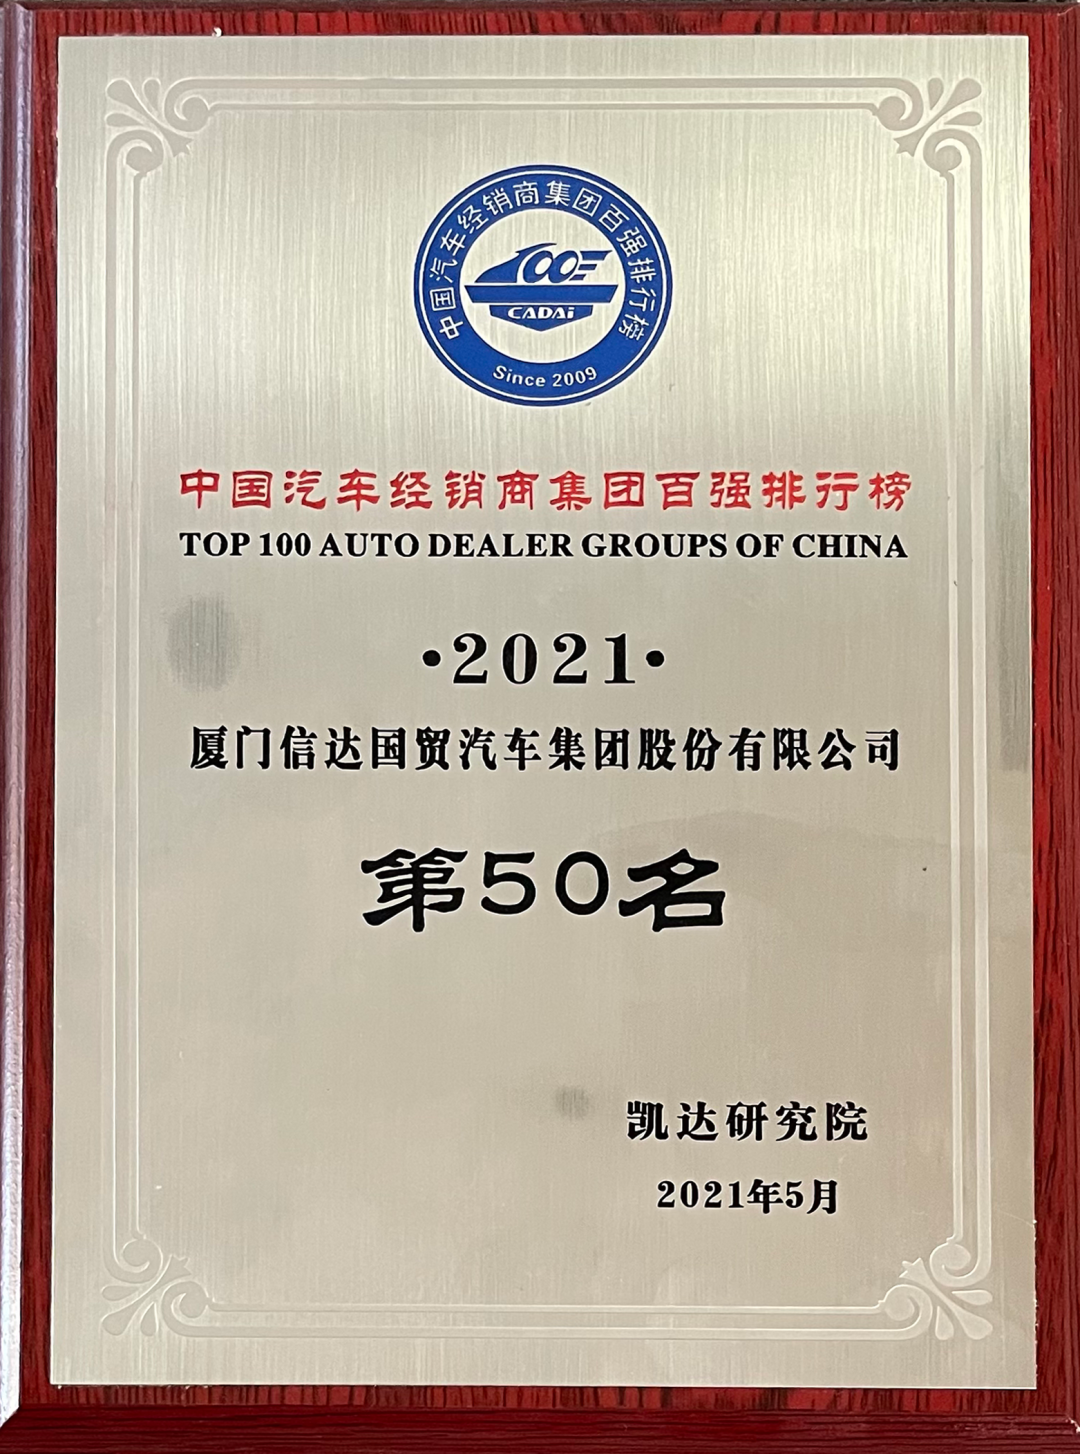 中国汽车经销商集团百强排行榜
CADAi
Since 2009
中国汽车经销商集团百强排行榜
TOP 100 AUTO DEALER GROUPS OF CHINA
·2021·
厦门信达国贸汽车集团股份有限公司
第50名
凯达研究院
2021年5月